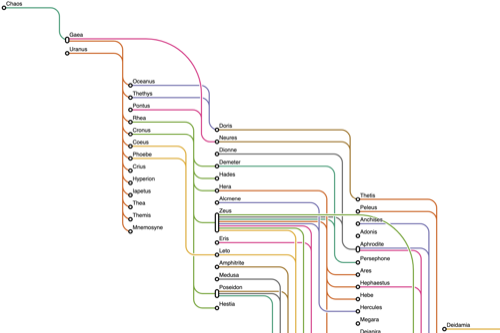 Chaos
Gaea
Uranus
Oceanus
Thethys
Pontus
Rhea
Cronus
Coeus
Phoebe
Crius
Hyperion
Iapetus
Thea
Themis
Mnemosyne
Doris
Neures
Dionne
Demeter
Hades
Hera
Alcmene
Zeus
Eris
Leto
Amphitrite
Medusa
Poseidon
Hestia
Thetis
Peleus
Anchises
Adonis
Aphrodite
Persephone
Ares
Hephaestus
Hebe
Hercules
Megara
Deianira
Deidamia